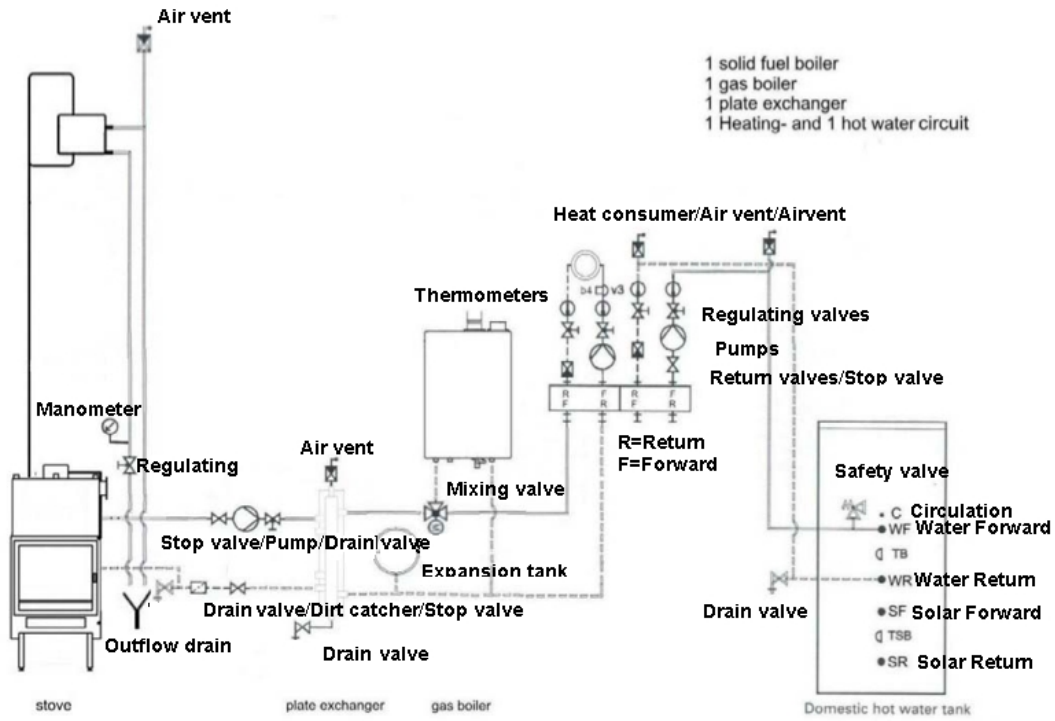 Air vent
1 solid fuel boiler
1 gas boiler
1 plate exchanger
1 Heating- and 1 hot water circuit
Heat consumer/Air vent/Airvent
b4 v3
Thermometers
Regulating valves
Pumps
Return valves/Stop valve
R F R F
F R F R
Manometer
R=Return
F=Forward
Air vent
Regulating
Mixing valve
Safety valve
C Circulation
WF Water Forward
Stop valve/Pump/Drain valve
TB
Expansion tank
WR Water Return
Drain valve/Dirt catcher/Stop valve
Drain valve
SF Solar Forward
Outflow drain
TSB
Drain valve
SR Solar Return
stove
plate exchanger
gas boiler
Domestic hot water tank